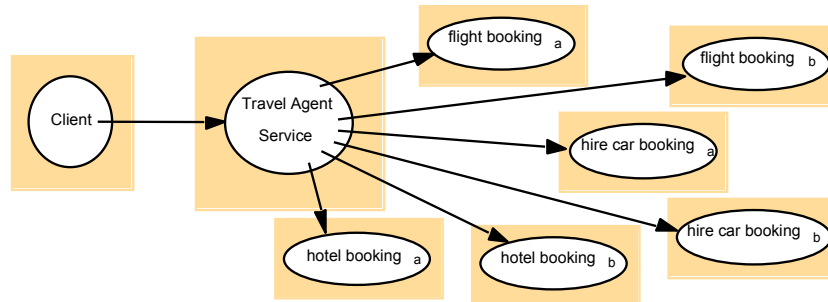 flight booking a
flight booking b
Client
Travel Agent
Service
hire car booking a
hire car booking b
hotel booking a
hotel booking b